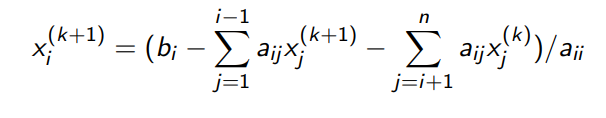 x_i^{(k+1)} = (b_i − \sum_{j=1}^{i−1} a_{ij} x_j^{(k+1)} − \sum_{j=i+1}^{n} a_{ij} x_j^{(k)})/a_{ii}